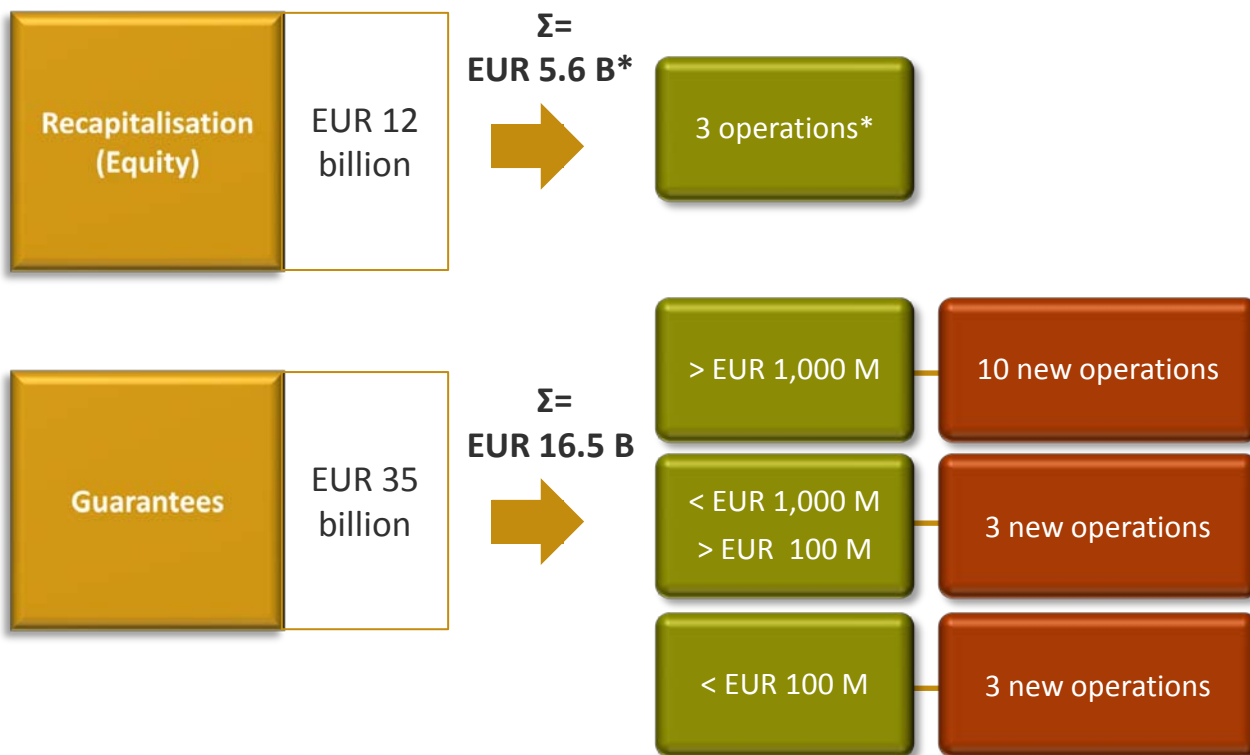 Recapitalisation
(Equity)
EUR 12
billion
Σ=
EUR 5.6 B*
3 operations*
Guarantees
EUR 35
billion
Σ=
EUR 16.5 B
> EUR 1,000 M
10 new operations
< EUR 1,000 M
> EUR 100 M
3 new operations
< EUR 100 M
3 new operations